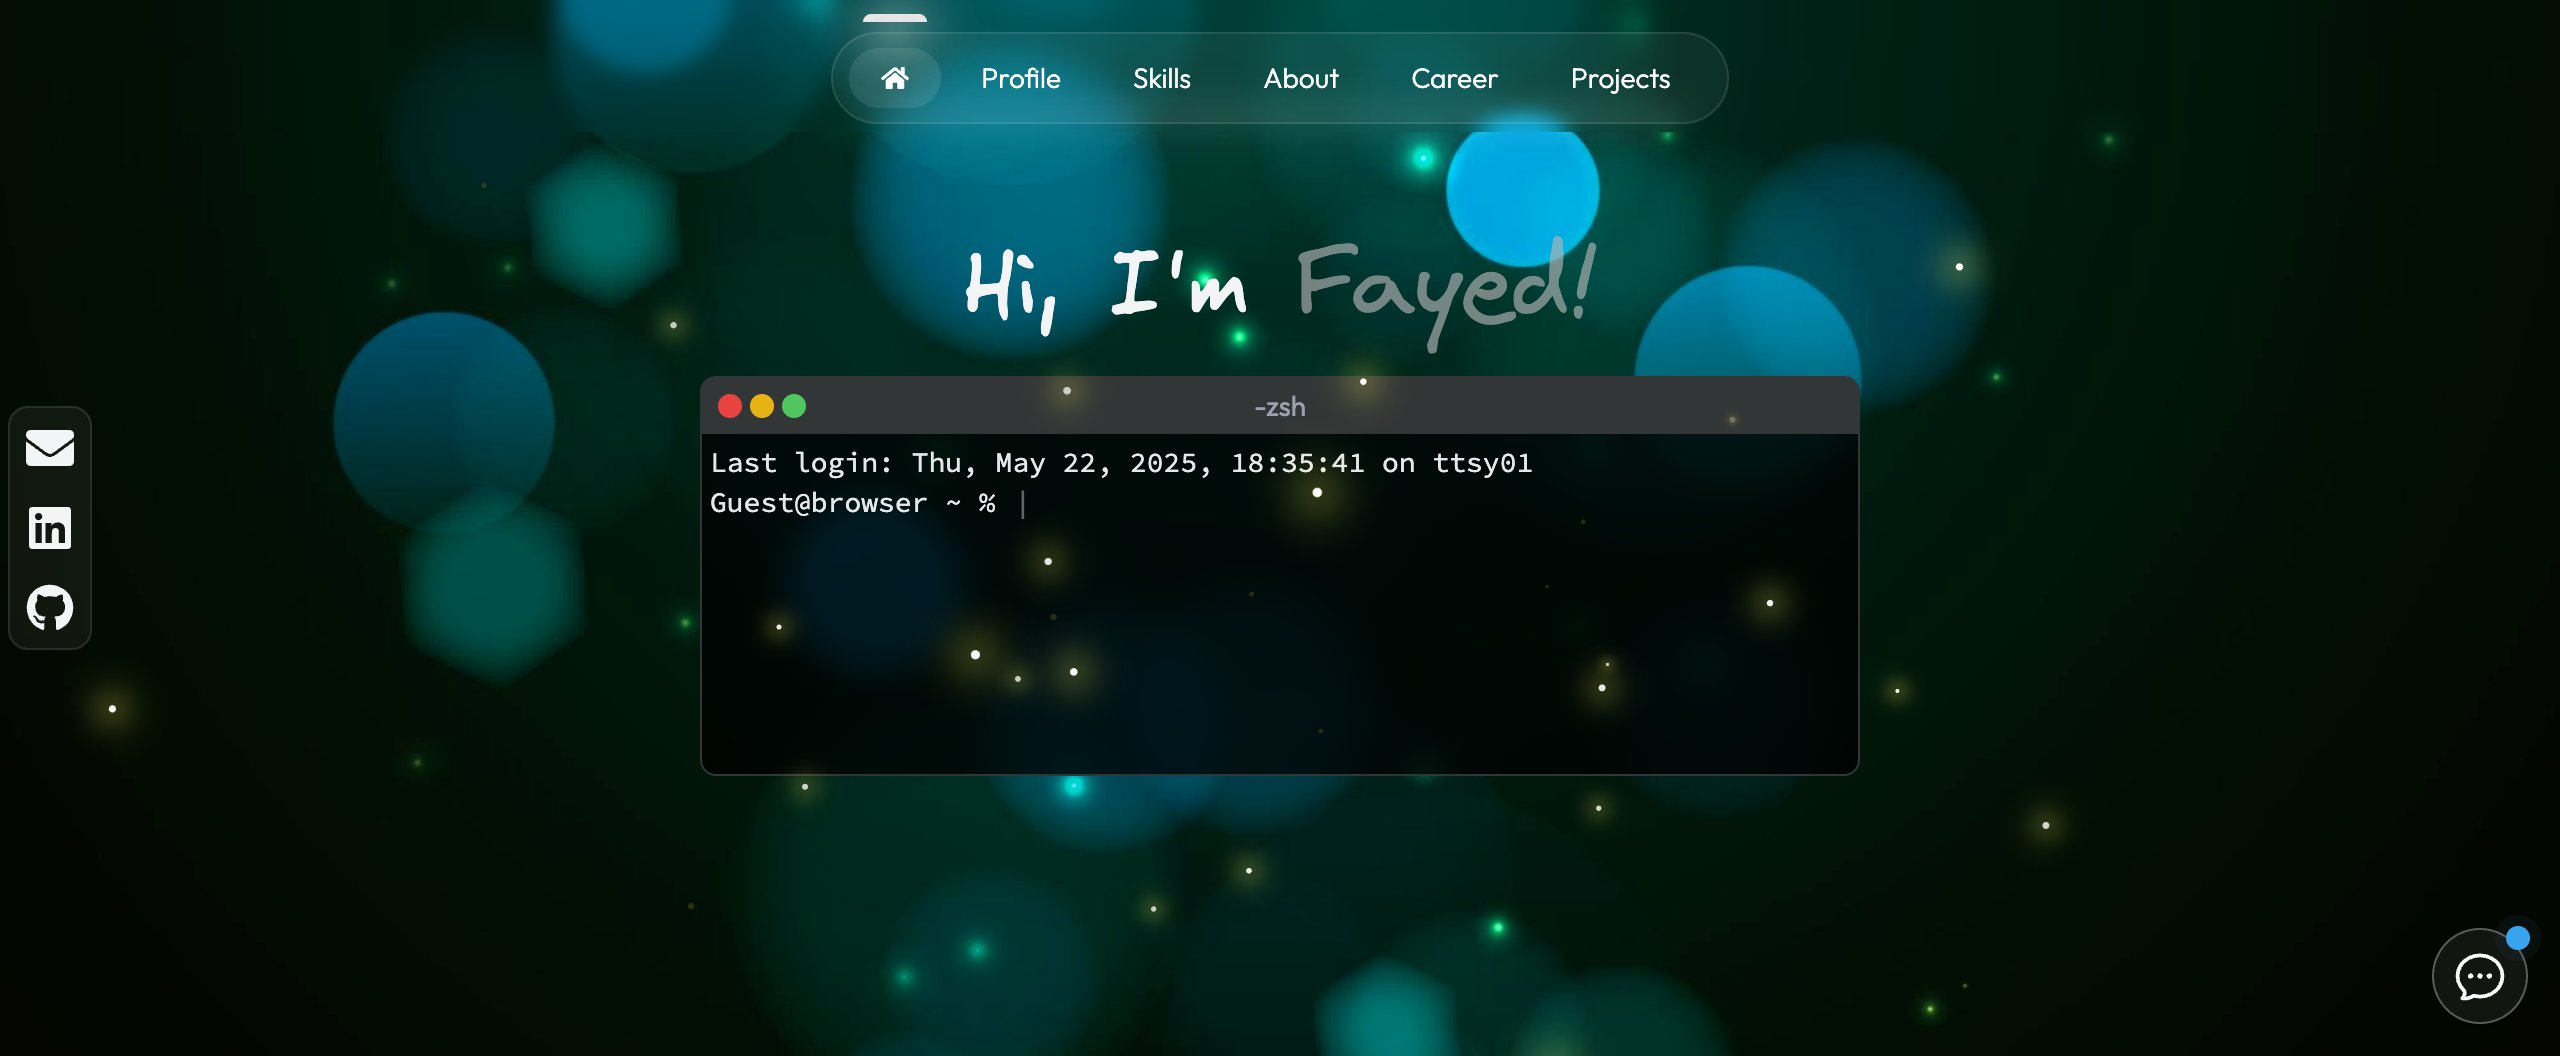 Profile Skills About Career Projects
Hi, I'm Fayed!
-zsh
Last login: Thu, May 22, 2025, 18:35:41 on ttsy01
Guest@browser ~ %
in